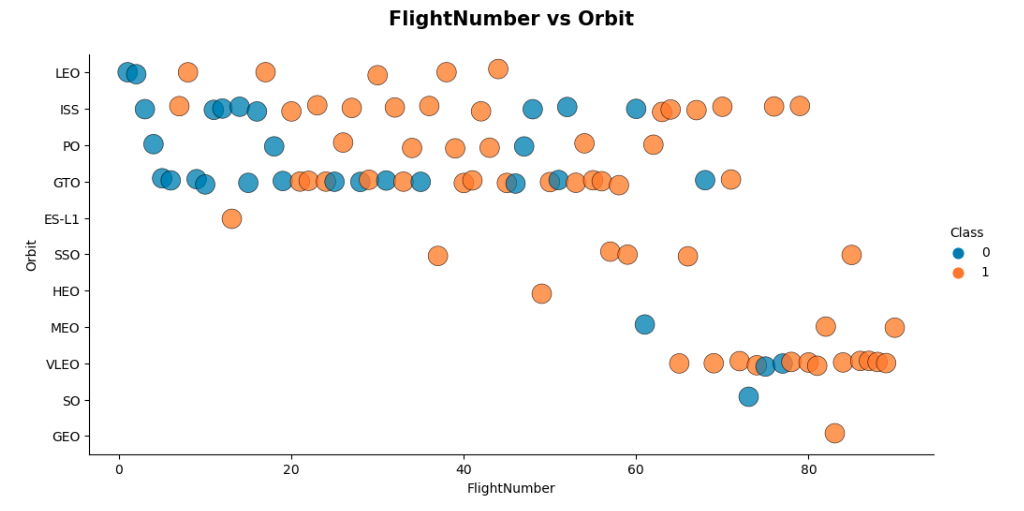 FlightNumber vs Orbit
LEO
ISS
PO
GTO
ES-L1
SSO
HEO
MEO
VLEO
SO
GEO
Orbit
0
20
40
60
80
FlightNumber
Class
0
1